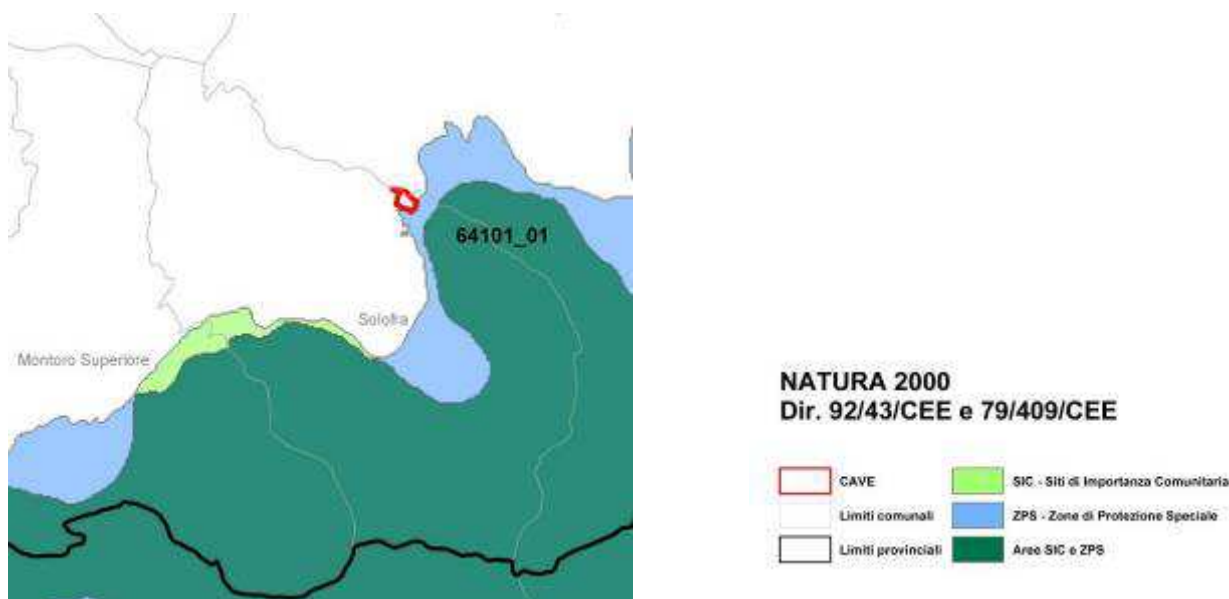 64101_01
Solofra
Montoro Superiore
NATURA 2000
Dir. 92/43/CEE e 79/409/CEE
CAVE
SIC - Siti di Importanza Comunitaria
Limiti comunali
ZPS - Zone di Protezione Speciale
Limiti provinciali
Aree SIC e ZPS